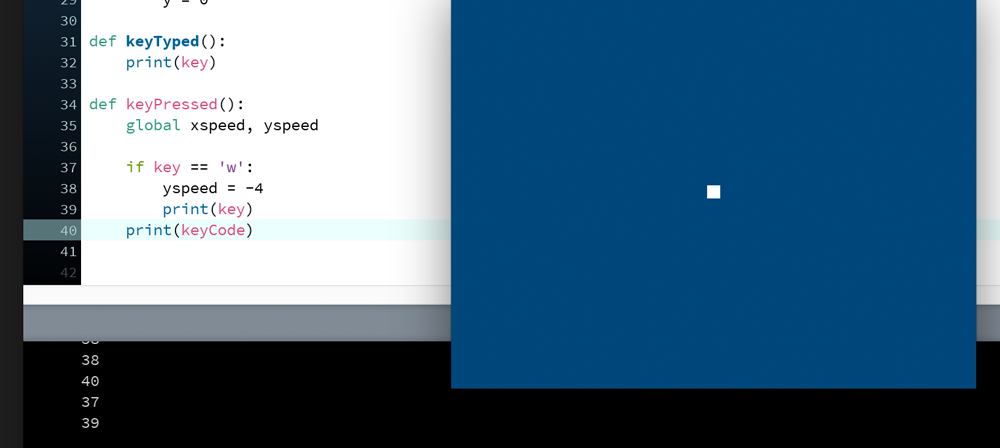 29 y = 0
30
31 def keyTyped():
32 print(key)
33
34 def keyPressed():
35 global xspeed, yspeed
36
37 if key == 'w':
38 yspeed = -4
39 print(key)
40 print(keyCode)
41
42
38
38
40
37
39